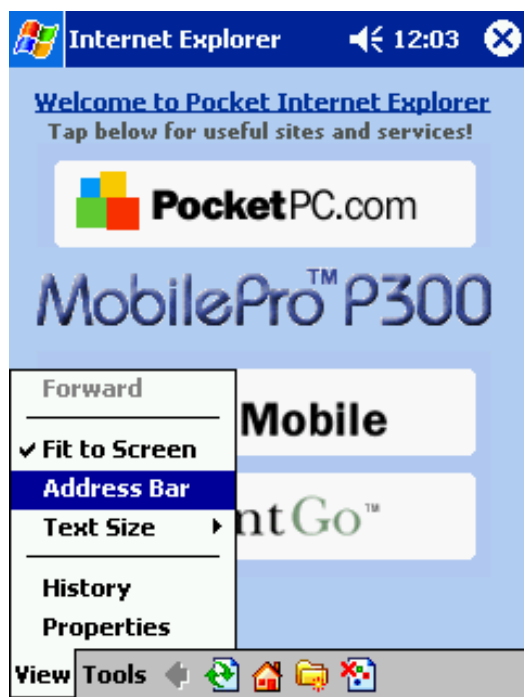 Internet Explorer 12:03
Welcome to Pocket Internet Explorer
Tap below for useful sites and services!
PocketPC.com
MobilePro™ P300
Mobile
ntGo™
Forward
Fit to Screen
Address Bar
Text Size
History
Properties
View Tools